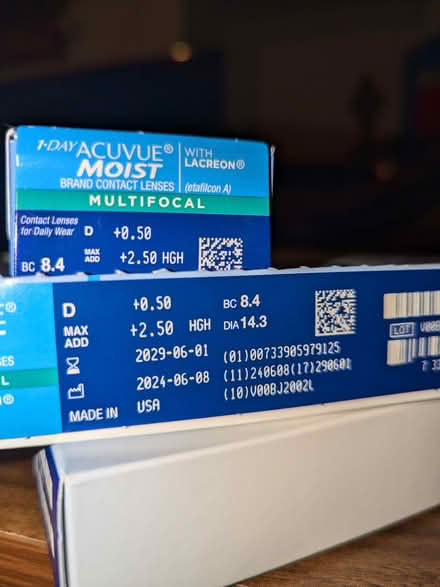 1-DAY ACUVUE® MOIST WITH LACREON®
BRAND CONTACT LENSES (etafilcon A)
MULTIFOCAL
Contact Lenses for Daily Wear
D +0.50
MAX ADD +2.50 HGH
BC 8.4
D +0.50 BC 8.4
MAX ADD +2.50 HGH DIA 14.3
2029-06-01 (01)00733905979125
2024-06-08 (11)240608(17)290601
MADE IN USA (10)V00BJ2002L
LOT